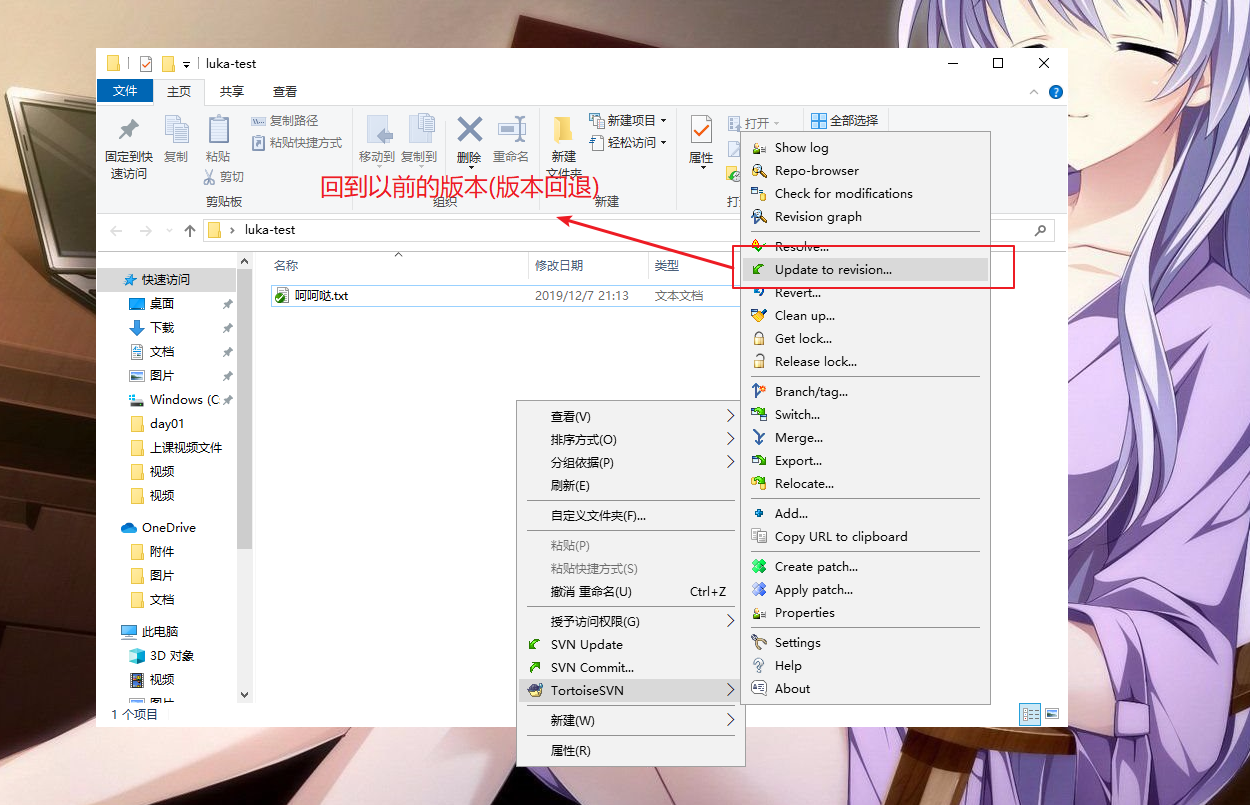 luka-test
文件 主页 共享 查看
固定到快速访问
复制
粘贴
复制路径
粘贴快捷方式
剪切
剪贴板
移动到
复制到
删除
重命名
组织
新建
文件夹
新建项目
轻松访问
新建
属性
打开
全部选择
回到以前的版本(版本回退)
luka-test
名称 修改日期 类型
呵呵哒.txt 2019/12/7 21:13 文本文档
快速访问
桌面
下载
文档
图片
Windows (C
day01
上课视频文件
视频
视频
OneDrive
附件
图片
文档
此电脑
3D 对象
视频
图片
1 个项目
查看(V)
排序方式(O)
分组依据(P)
刷新(E)
自定义文件夹(F)...
粘贴(P)
粘贴快捷方式(S)
撤消 重命名(U) Ctrl+Z
授予访问权限(G)
SVN Update
SVN Commit...
TortoiseSVN
新建(W)
属性(R)
Show log
Repo-browser
Check for modifications
Revision graph
Resolve...
Update to revision...
Revert...
Clean up...
Get lock...
Release lock...
Branch/tag...
Switch...
Merge...
Export...
Relocate...
Add...
Copy URL to clipboard
Create patch...
Apply patch...
Properties
Settings
Help
About